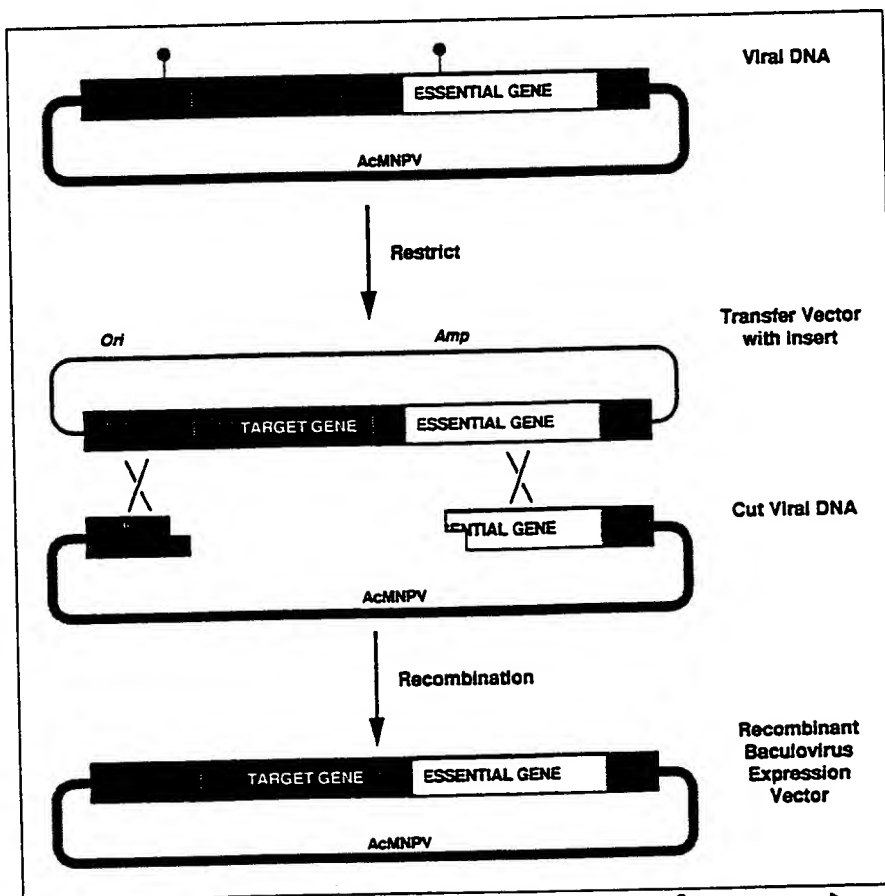 Viral DNA
ESSENTIAL GENE
AcMNPV
Restrict
Transfer Vector
with Insert
Ori
Amp
TARGET GENE
ESSENTIAL GENE
Cut Viral DNA
ENTIAL GENE
AcMNPV
Recombination
Recombinant
Baculovirus
Expression
Vector
TARGET GENE
ESSENTIAL GENE
AcMNPV